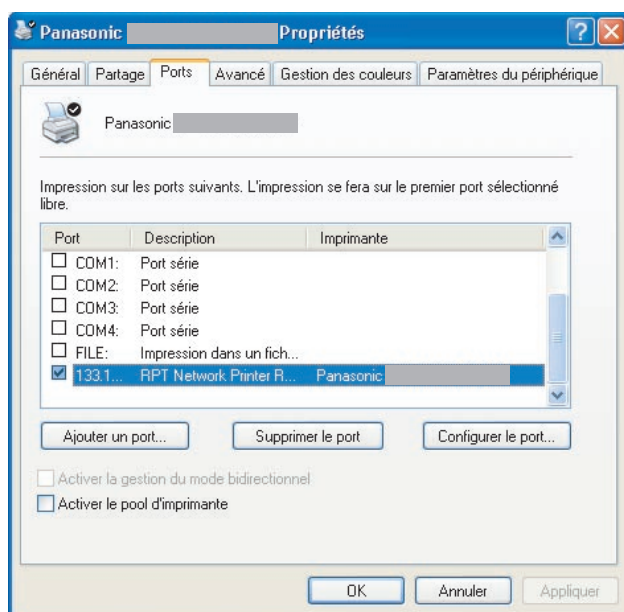 Panasonic Propriétés
Général Partage Ports Avancé Gestion des couleurs Paramètres du périphérique
Panasonic
Impression sur les ports suivants. L'impression se fera sur le premier port sélectionné
libre.
Port Description Imprimante
COM1: Port série
COM2: Port série
COM3: Port série
COM4: Port série
FILE: Impression dans un fich...
133.1... RPT Network Printer R... Panasonic
Ajouter un port... Supprimer le port Configurer le port...
Activer la gestion du mode bidirectionnel
Activer le pool d'imprimante
OK Annuler Appliquer